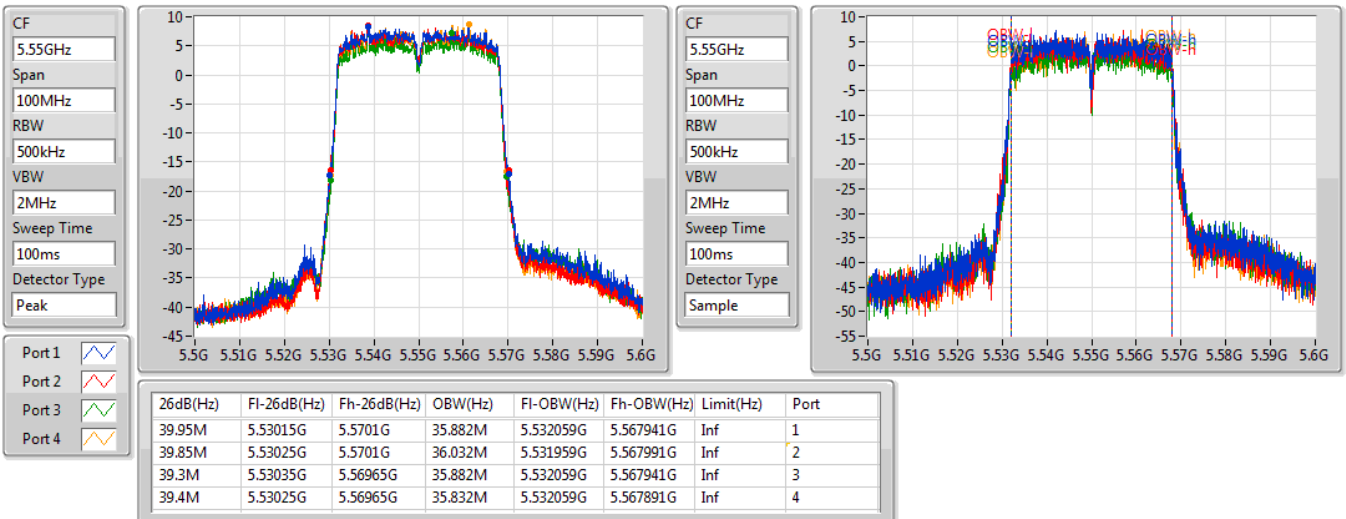 CF
5.55GHz
Span
100MHz
RBW
500kHz
VBW
2MHz
Sweep Time
100ms
Detector Type
Peak
10
5
0
-5
-10
-15
-20
-25
-30
-35
-40
-45
5.5G 5.51G 5.52G 5.53G 5.54G 5.55G 5.56G 5.57G 5.58G 5.59G 5.6G
CF
5.55GHz
Span
100MHz
RBW
500kHz
VBW
2MHz
Sweep Time
100ms
Detector Type
Sample
10
5
0
-5
-10
-15
-20
-25
-30
-35
-40
-45
-50
-55
5.5G 5.51G 5.52G 5.53G 5.54G 5.55G 5.56G 5.57G 5.58G 5.59G 5.6G
Port 1
Port 2
Port 3
Port 4
26dB(Hz) Fl-26dB(Hz) Fh-26dB(Hz) OBW(Hz) Fl-OBW(Hz) Fh-OBW(Hz) Limit(Hz) Port
39.95M 5.53015G 5.5701G 35.882M 5.532059G 5.567941G Inf 1
39.85M 5.53025G 5.5701G 36.032M 5.531959G 5.567991G Inf 2
39.3M 5.53035G 5.56965G 35.882M 5.532059G 5.567941G Inf 3
39.4M 5.53025G 5.56965G 35.832M 5.532059G 5.567891G Inf 4